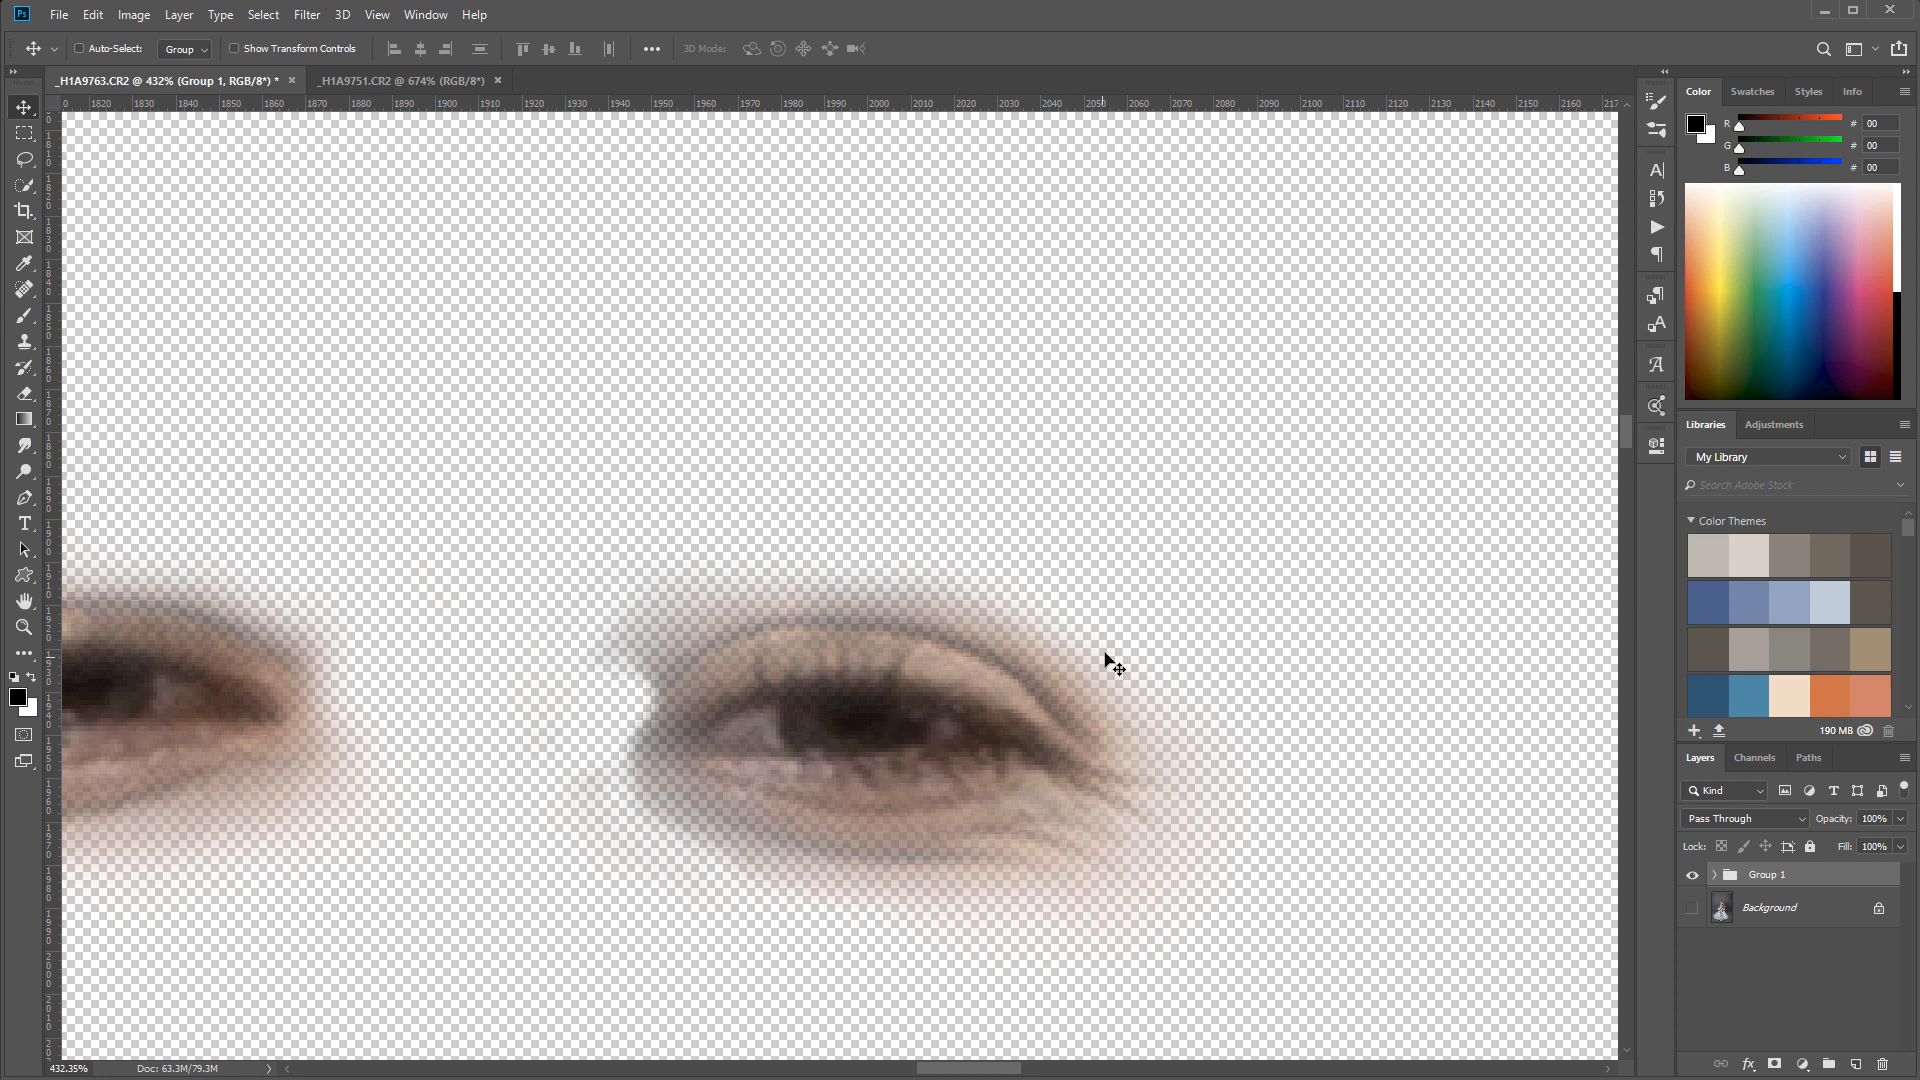 Ps File Edit Image Layer Type Select Filter 3D View Window Help
Auto-Select: Group Show Transform Controls 3D Mode:
_H1A9763.CR2 @ 432% (Group 1, RGB/8*) * × _H1A9751.CR2 @ 674% (RGB/8*) ×
0 1820 1830 1840 1850 1860 1870 1880 1890 1900 1910 1920 1930 1940 1950 1960 1970 1980 1990 2000 2010 2020 2030 2040 2050 2060 2070 2080 2090 2100 2110 2120 2130 2140 2150 2160 217
Color Swatches Styles Info
R # 00
G # 00
B # 00
Libraries Adjustments
My Library
Search Adobe Stock
Color Themes
190 MB
Layers Channels Paths
Kind
Pass Through Opacity: 100%
Lock: Fill: 100%
Group 1
Background
fx
432.35% Doc: 63.3M/79.3M